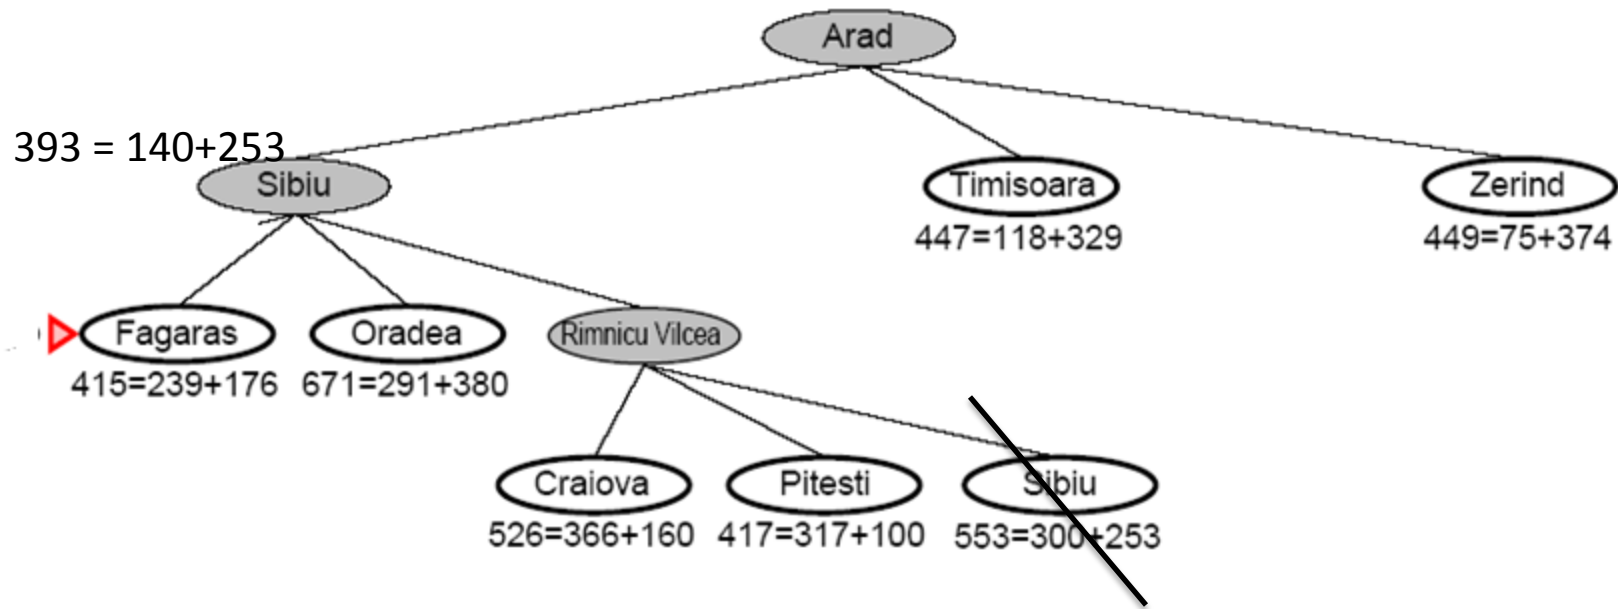 Arad
393 = 140+253
Sibiu
Timisoara
Zerind
447=118+329
449=75+374
Fagaras
Oradea
Rimnicu Vilcea
415=239+176
671=291+380
Craiova
Pitesti
Sibiu
526=366+160
417=317+100
553=300+253